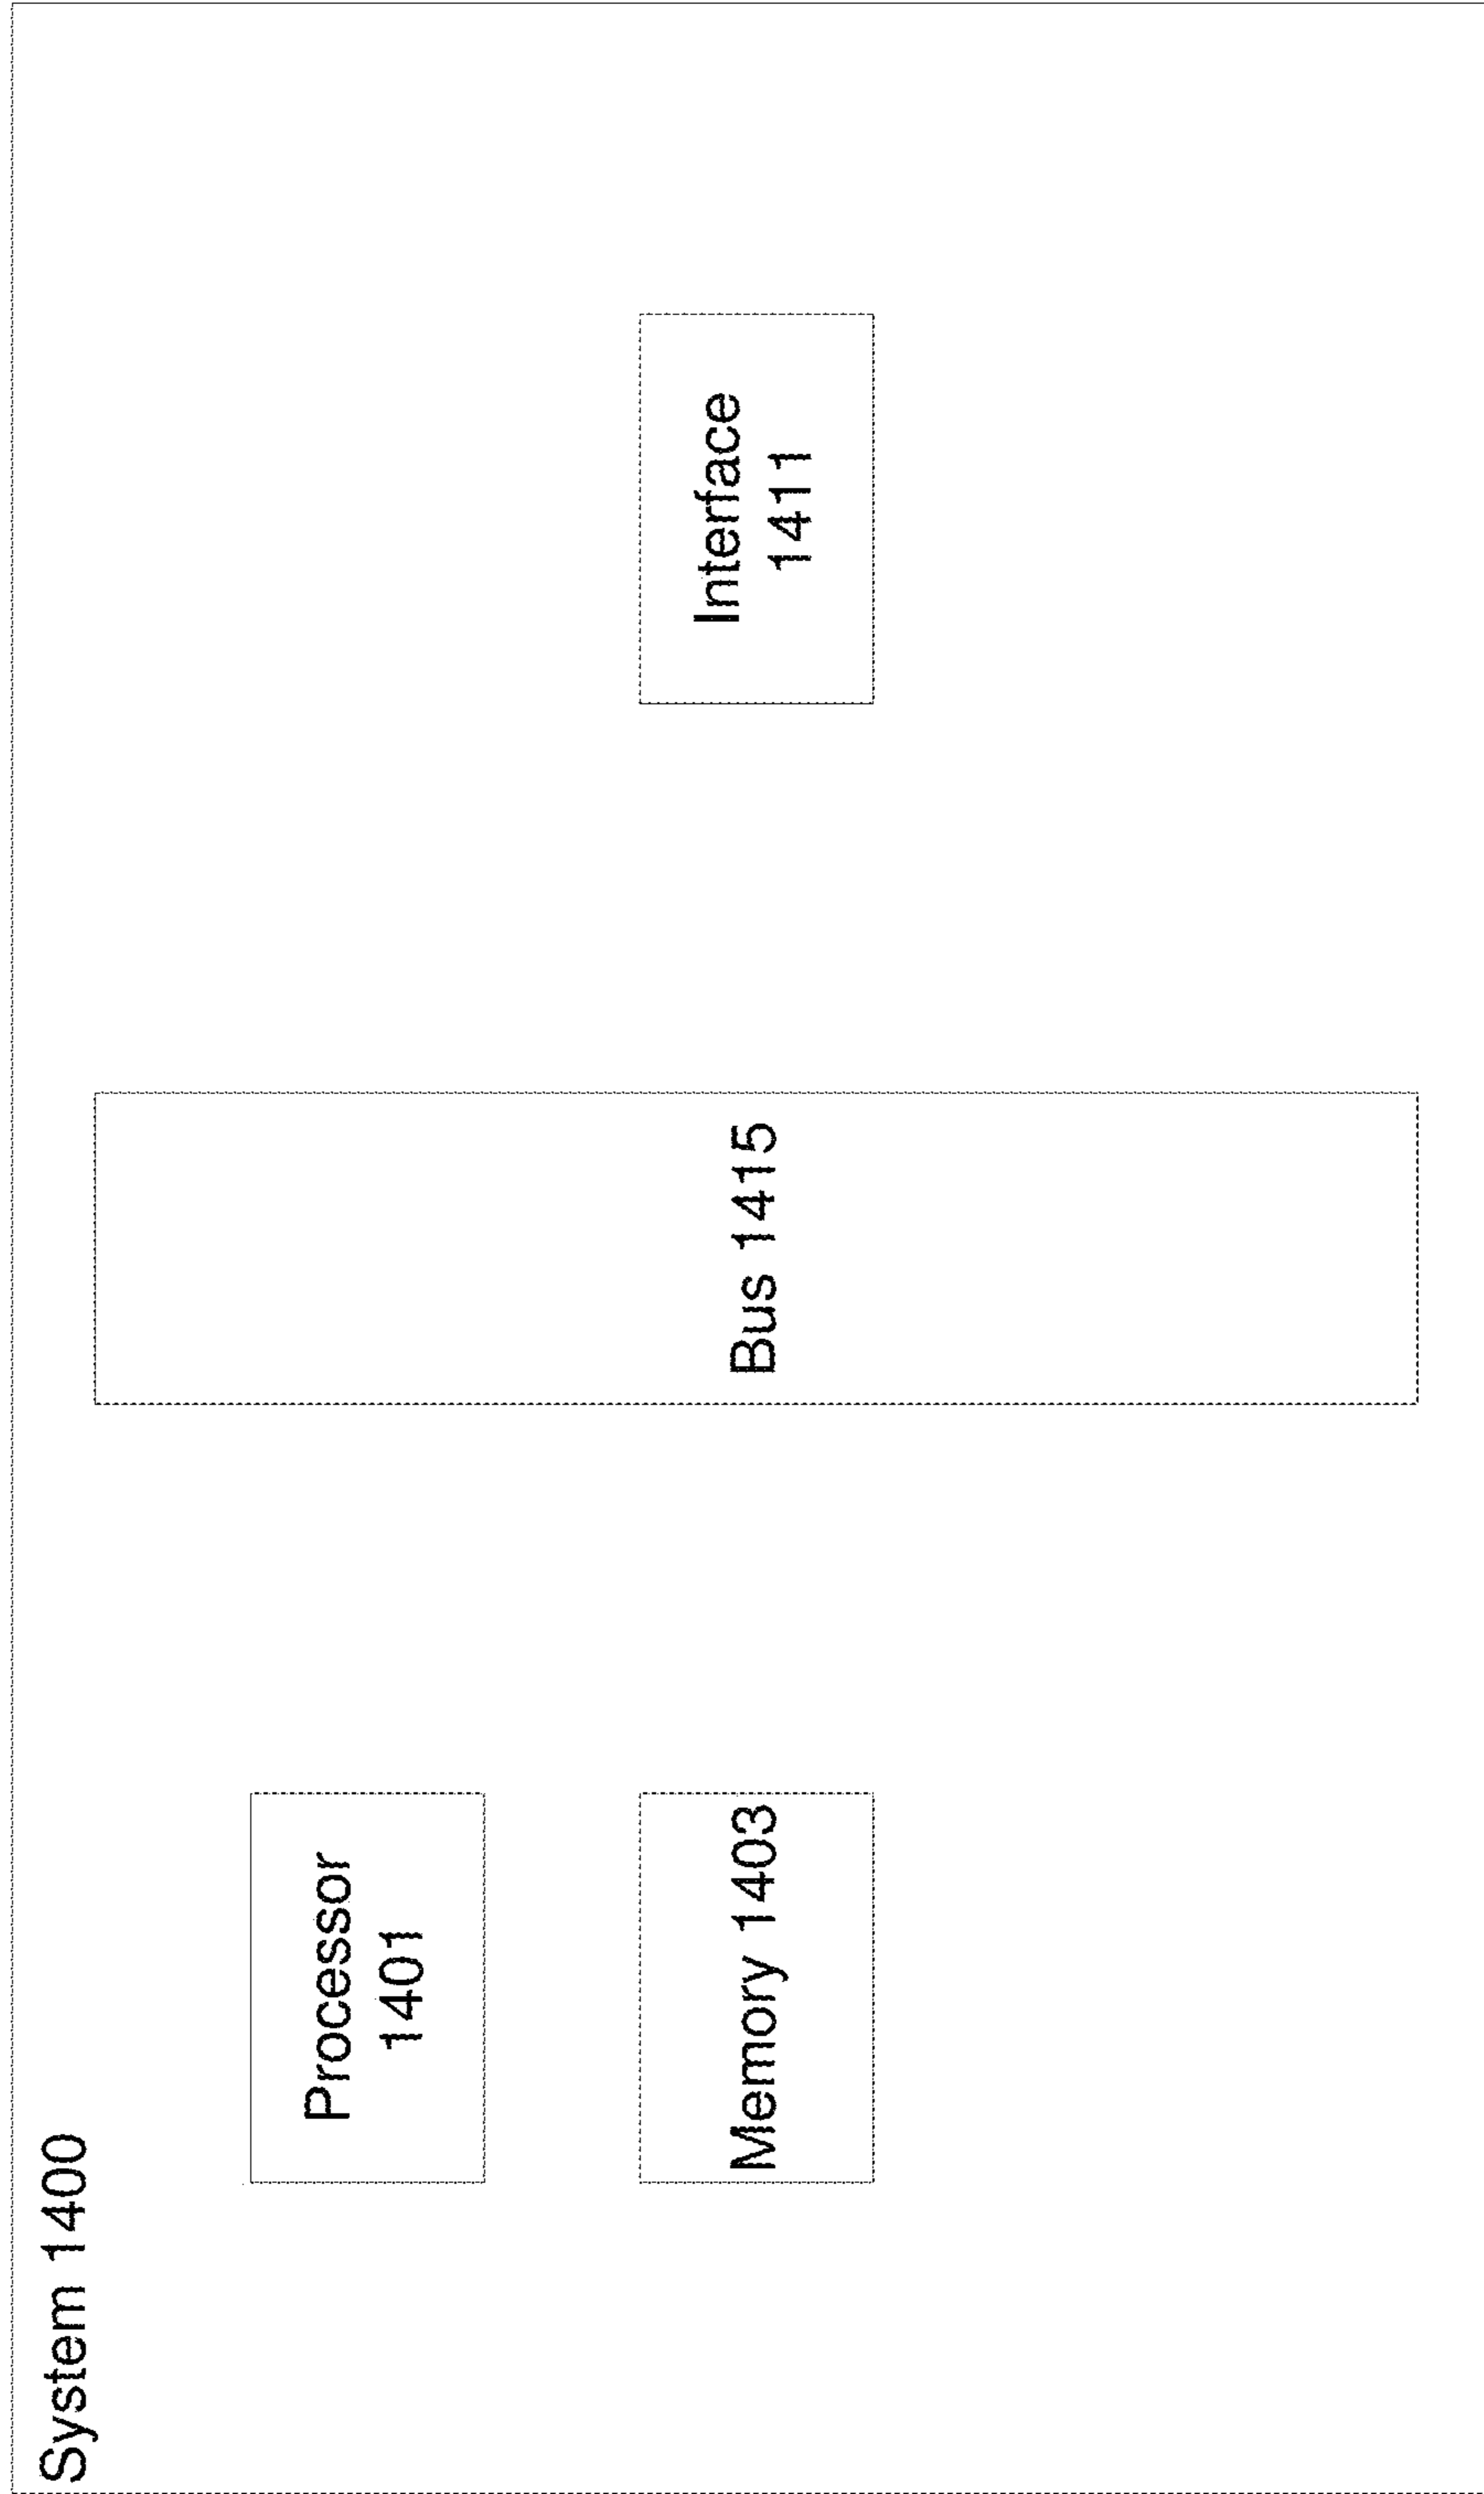 System 1400
Processor
1401
Memory 1403
Bus 1415
Interface
1411